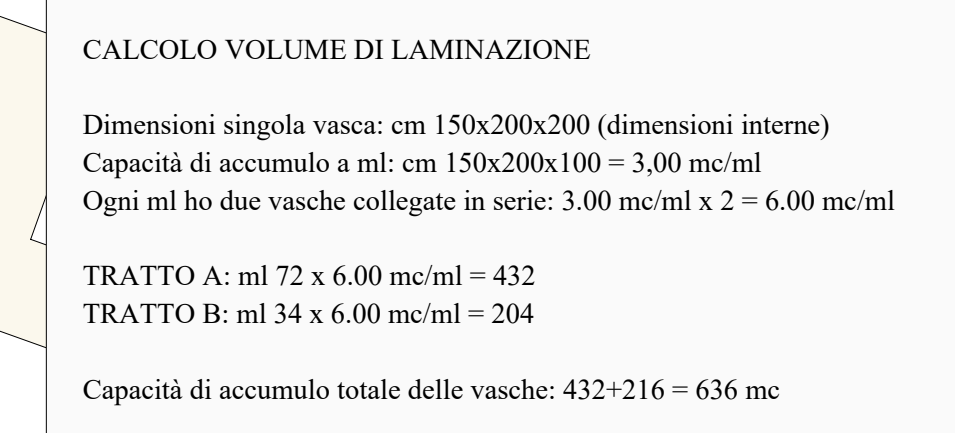 CALCOLO VOLUME DI LAMINAZIONE
Dimensioni singola vasca: cm 150x200x200 (dimensioni interne)
Capacità di accumulo a ml: cm 150x200x100 = 3,00 mc/ml
Ogni ml ho due vasche collegate in serie: 3.00 mc/ml x 2 = 6.00 mc/ml
TRATTO A: ml 72 x 6.00 mc/ml = 432
TRATTO B: ml 34 x 6.00 mc/ml = 204
Capacità di accumulo totale delle vasche: 432+216 = 636 mc